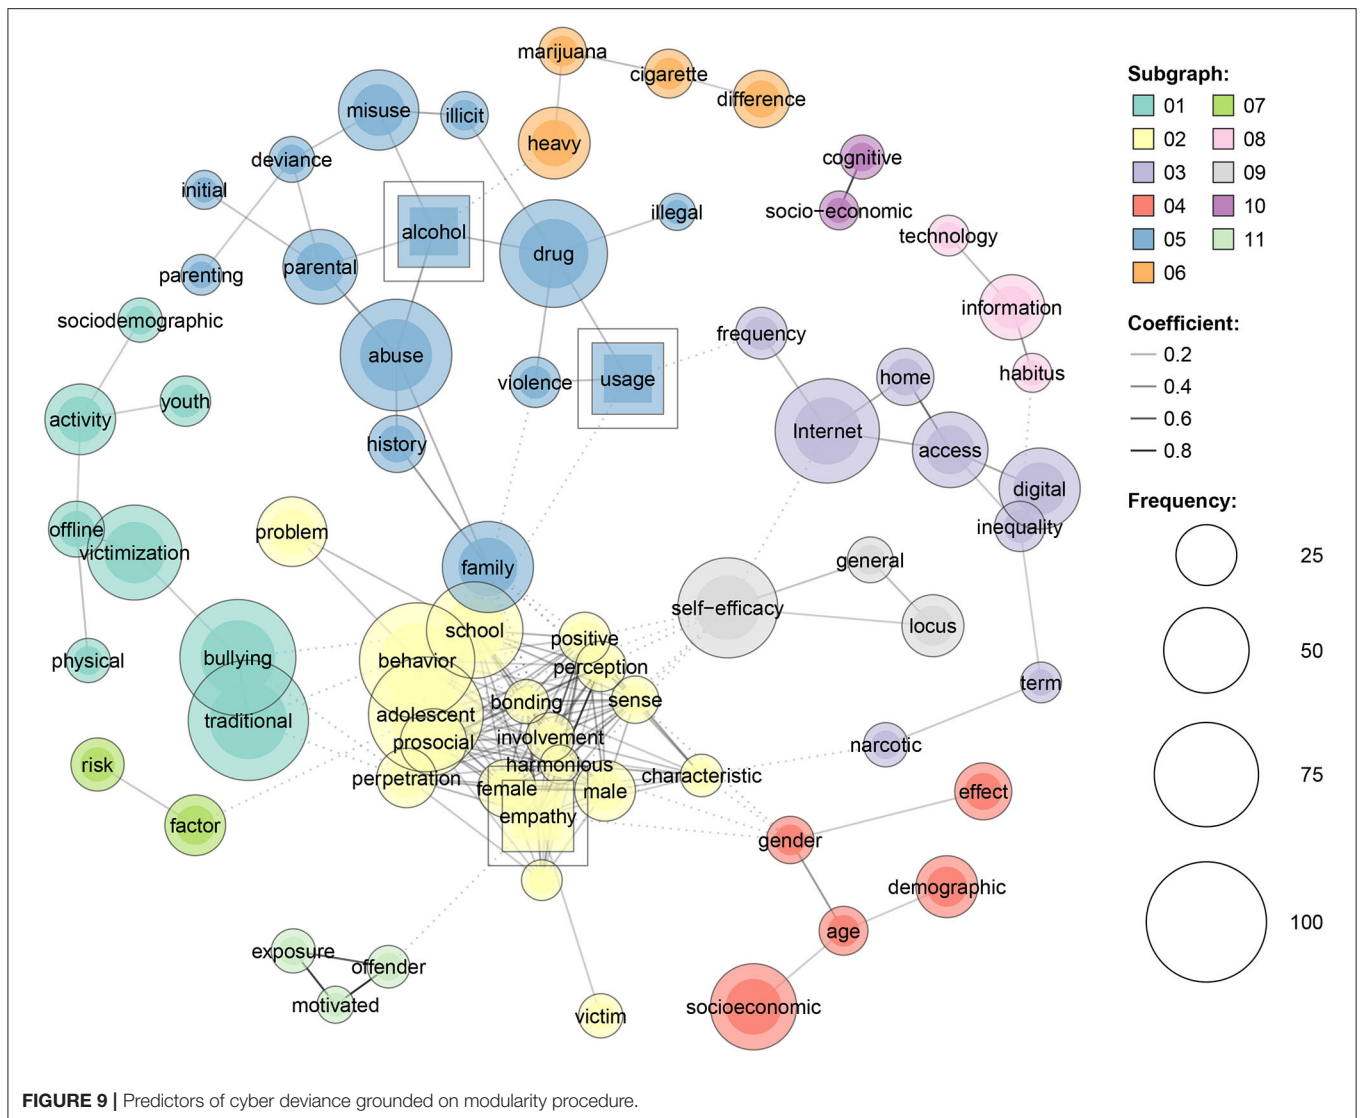 marijuana
cigarette
difference
misuse
illicit
heavy
deviance
cognitive
initial
socio-economic
illegal
alcohol
drug
technology
parental
parenting
information
sociodemographic
frequency
abuse
violence
usage
home
habitus
youth
activity
Internet
history
access
digital
inequality
offline
victimization
problem
family
general
self-efficacy
locus
school
positive
bullying
behavior
perception
physical
term
bonding
sense
traditional
adolescent
prosocial
involvement
narcotic
risk
perpetration
harmonious
characteristic
female
male
effect
factor
empathy
gender
demographic
age
exposure
offender
motivated
victim
socioeconomic
Subgraph:
01 07
02 08
03 09
04 10
05 11
06
Coefficient:
0.2
0.4
0.6
0.8
Frequency:
25
50
75
100
FIGURE 9 | Predictors of cyber deviance grounded on modularity procedure.